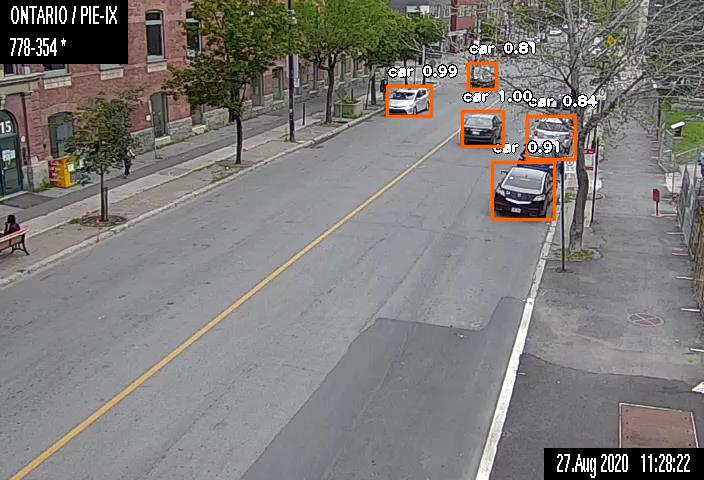 ONTARIO / PIE-IX
778-354 *
car 0.81
car 0.99
car 1.00
car 0.84
car 0.91
15
27.Aug 2020 11:28:22